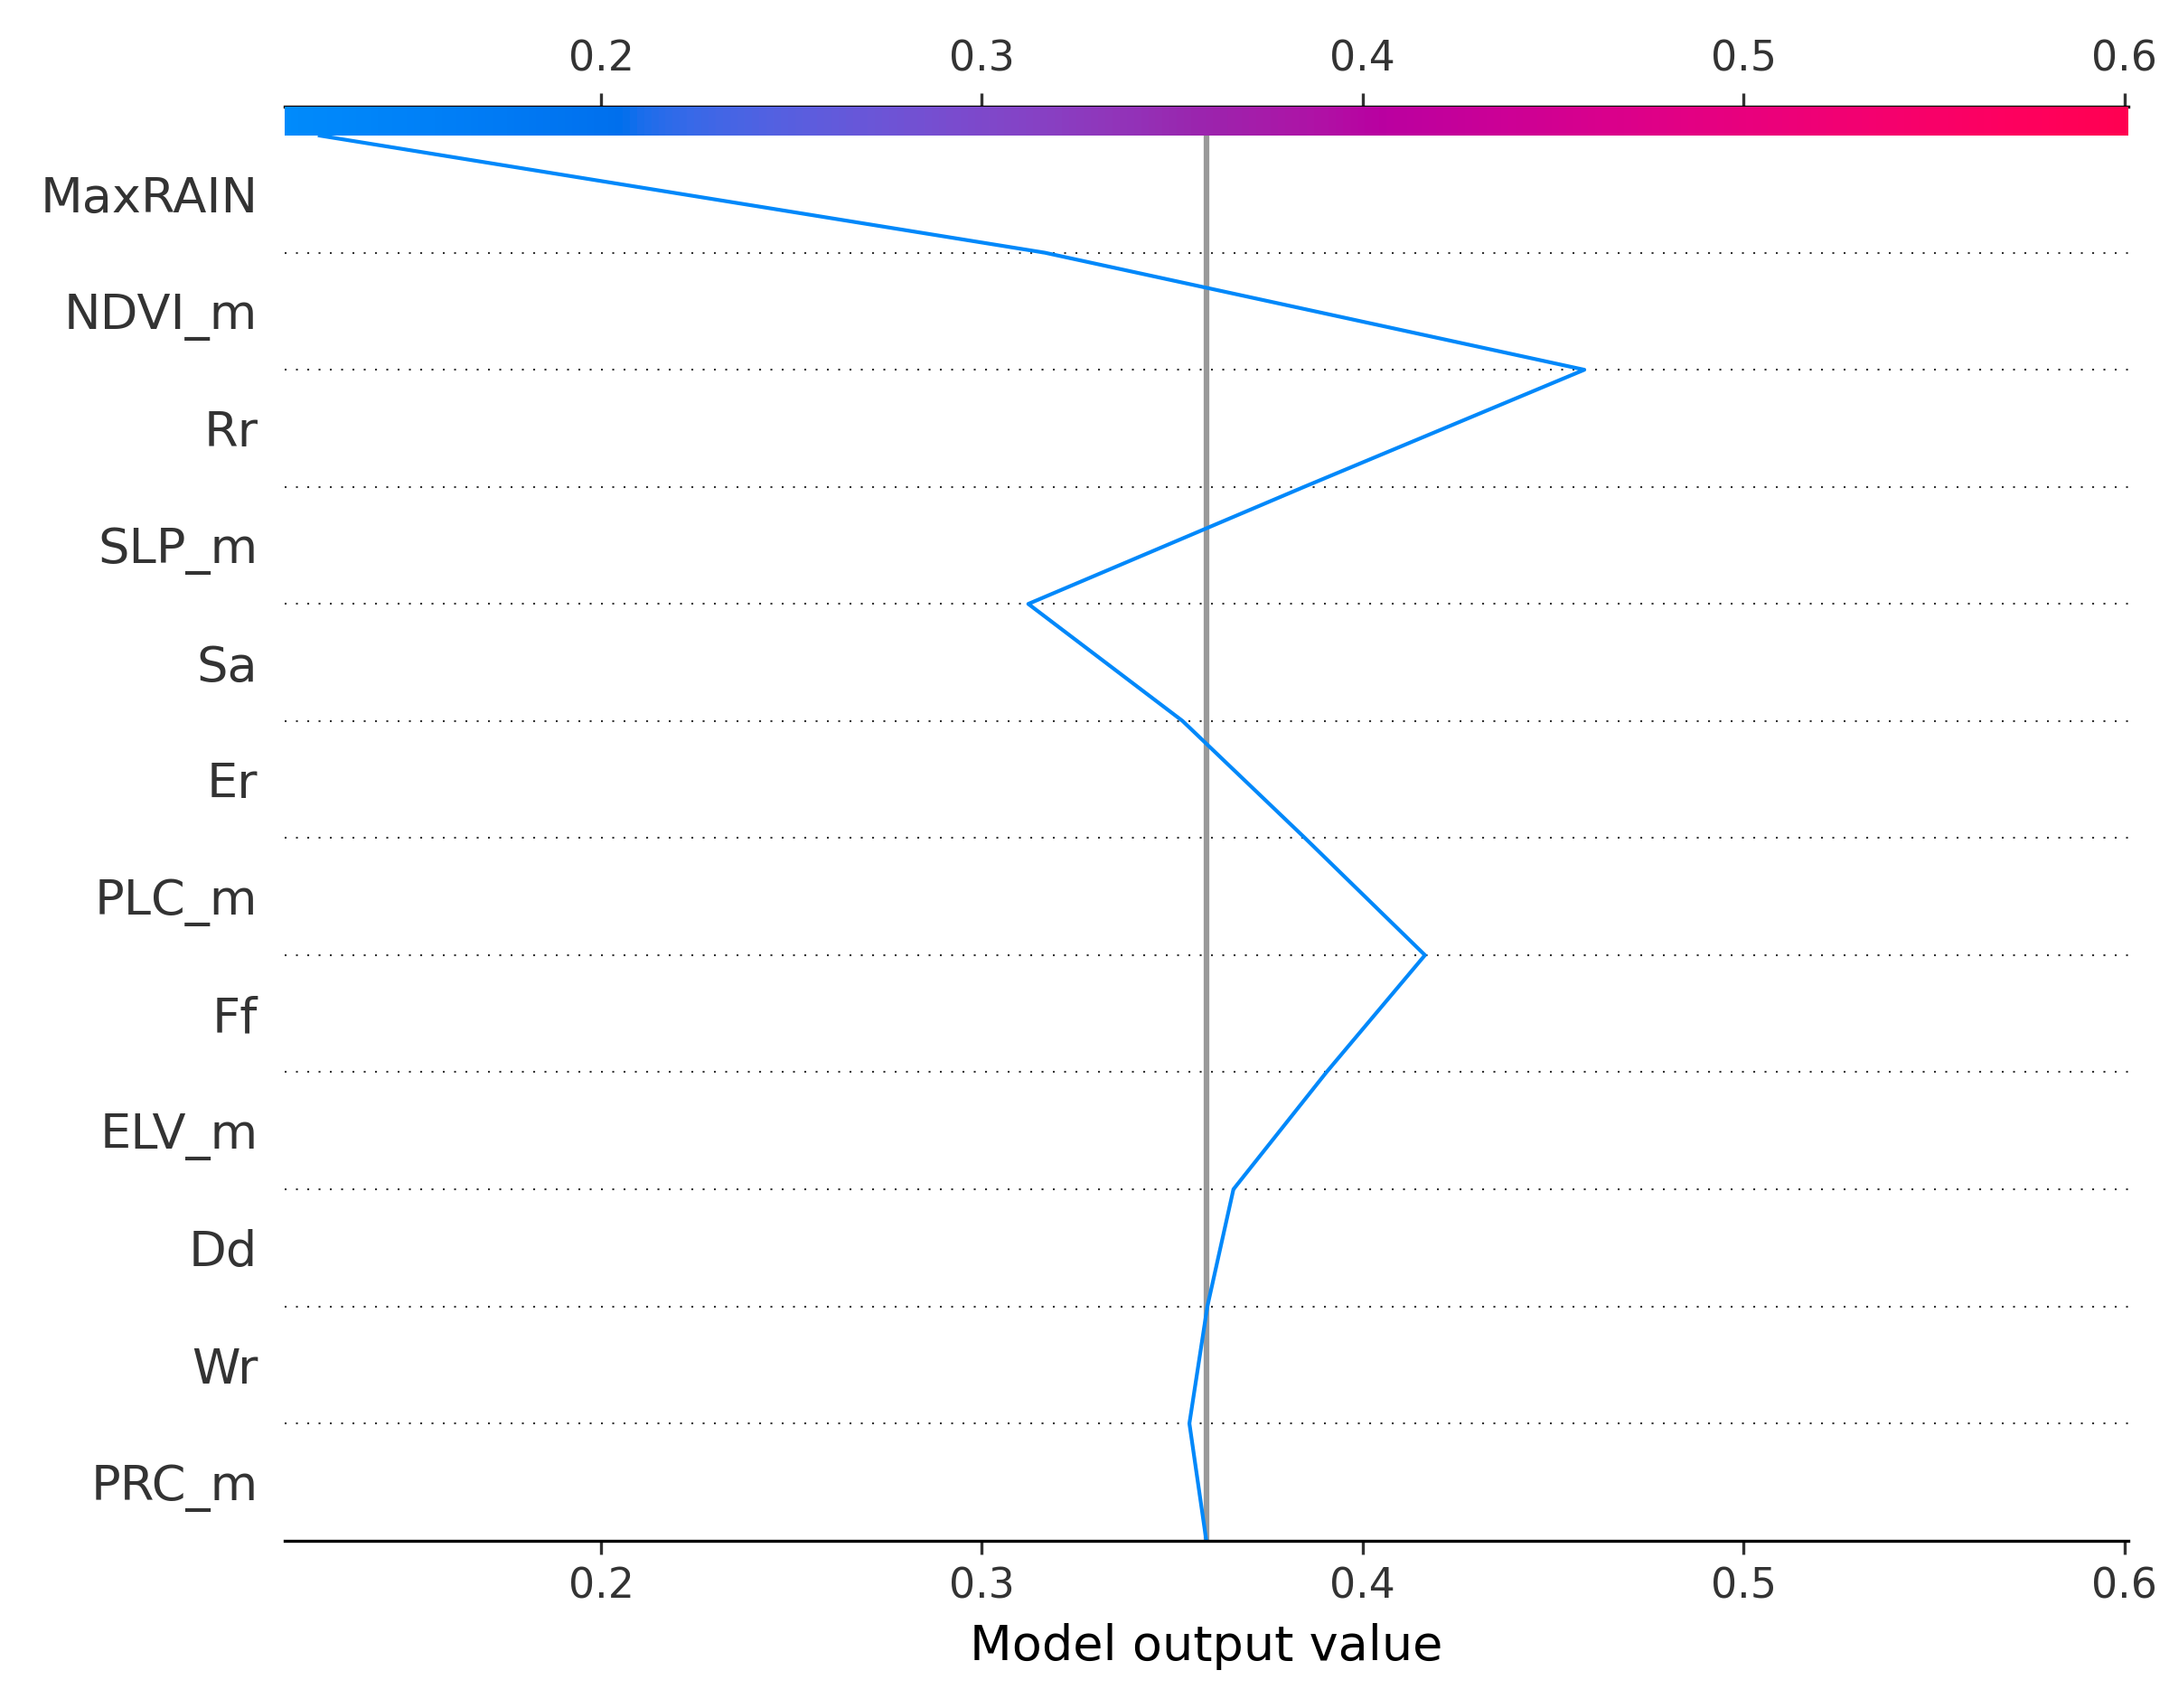 0.2 0.3 0.4 0.5 0.6
MaxRAIN
NDVI_m
Rr
SLP_m
Sa
Er
PLC_m
Ff
ELV_m
Dd
Wr
PRC_m
0.2 0.3 0.4 0.5 0.6
Model output value